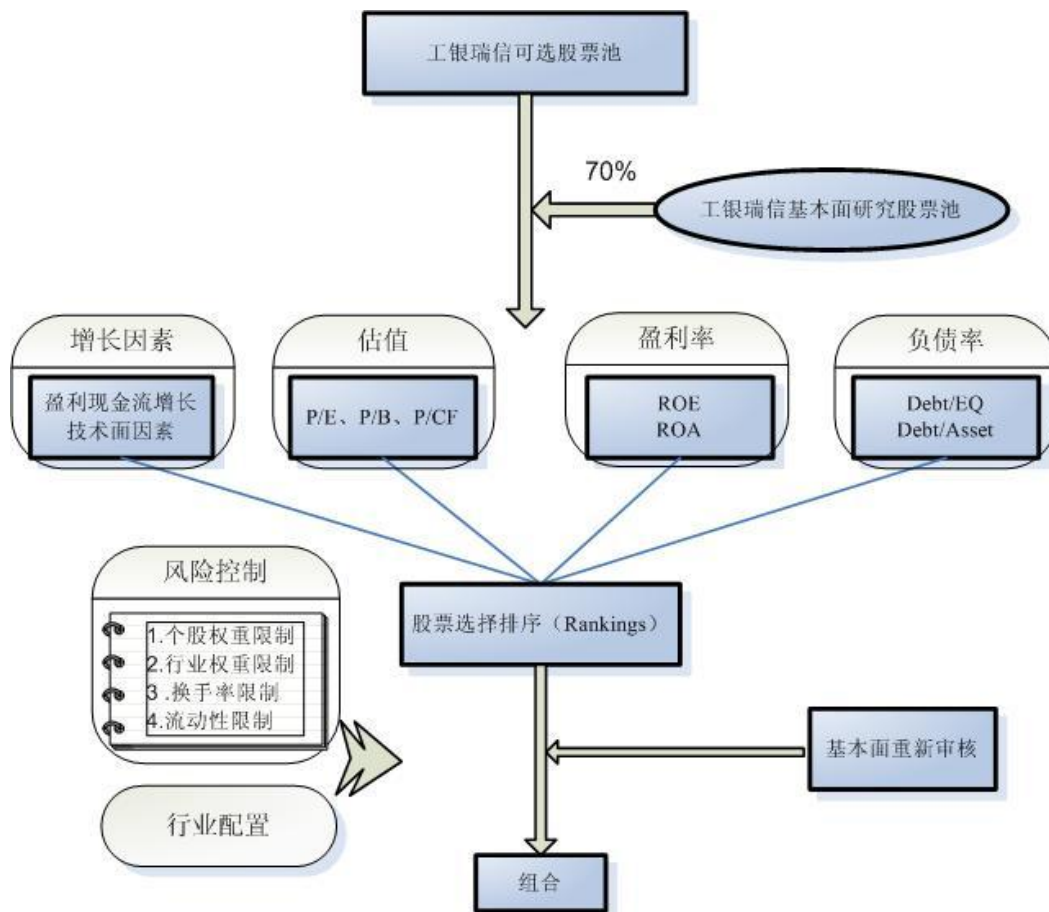 工银瑞信可选股票池
70%
工银瑞信基本面研究股票池
增长因素
盈利现金流增长
技术面因素
估值
P/E、P/B、P/CF
盈利率
ROE
ROA
负债率
Debt/EQ
Debt/Asset
风险控制
1.个股权重限制
2.行业权重限制
3 .换手率限制
4.流动性限制
股票选择排序（Rankings）
基本面重新审核
行业配置
组合